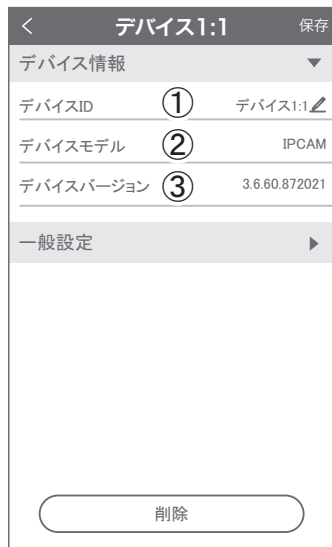 < デバイス1:1 保存
デバイス情報 ▼
デバイスID ① デバイス1:1
デバイスモデル ② IPCAM
デバイスバージョン ③ 3.6.60.872021
一般設定 ▶
削除